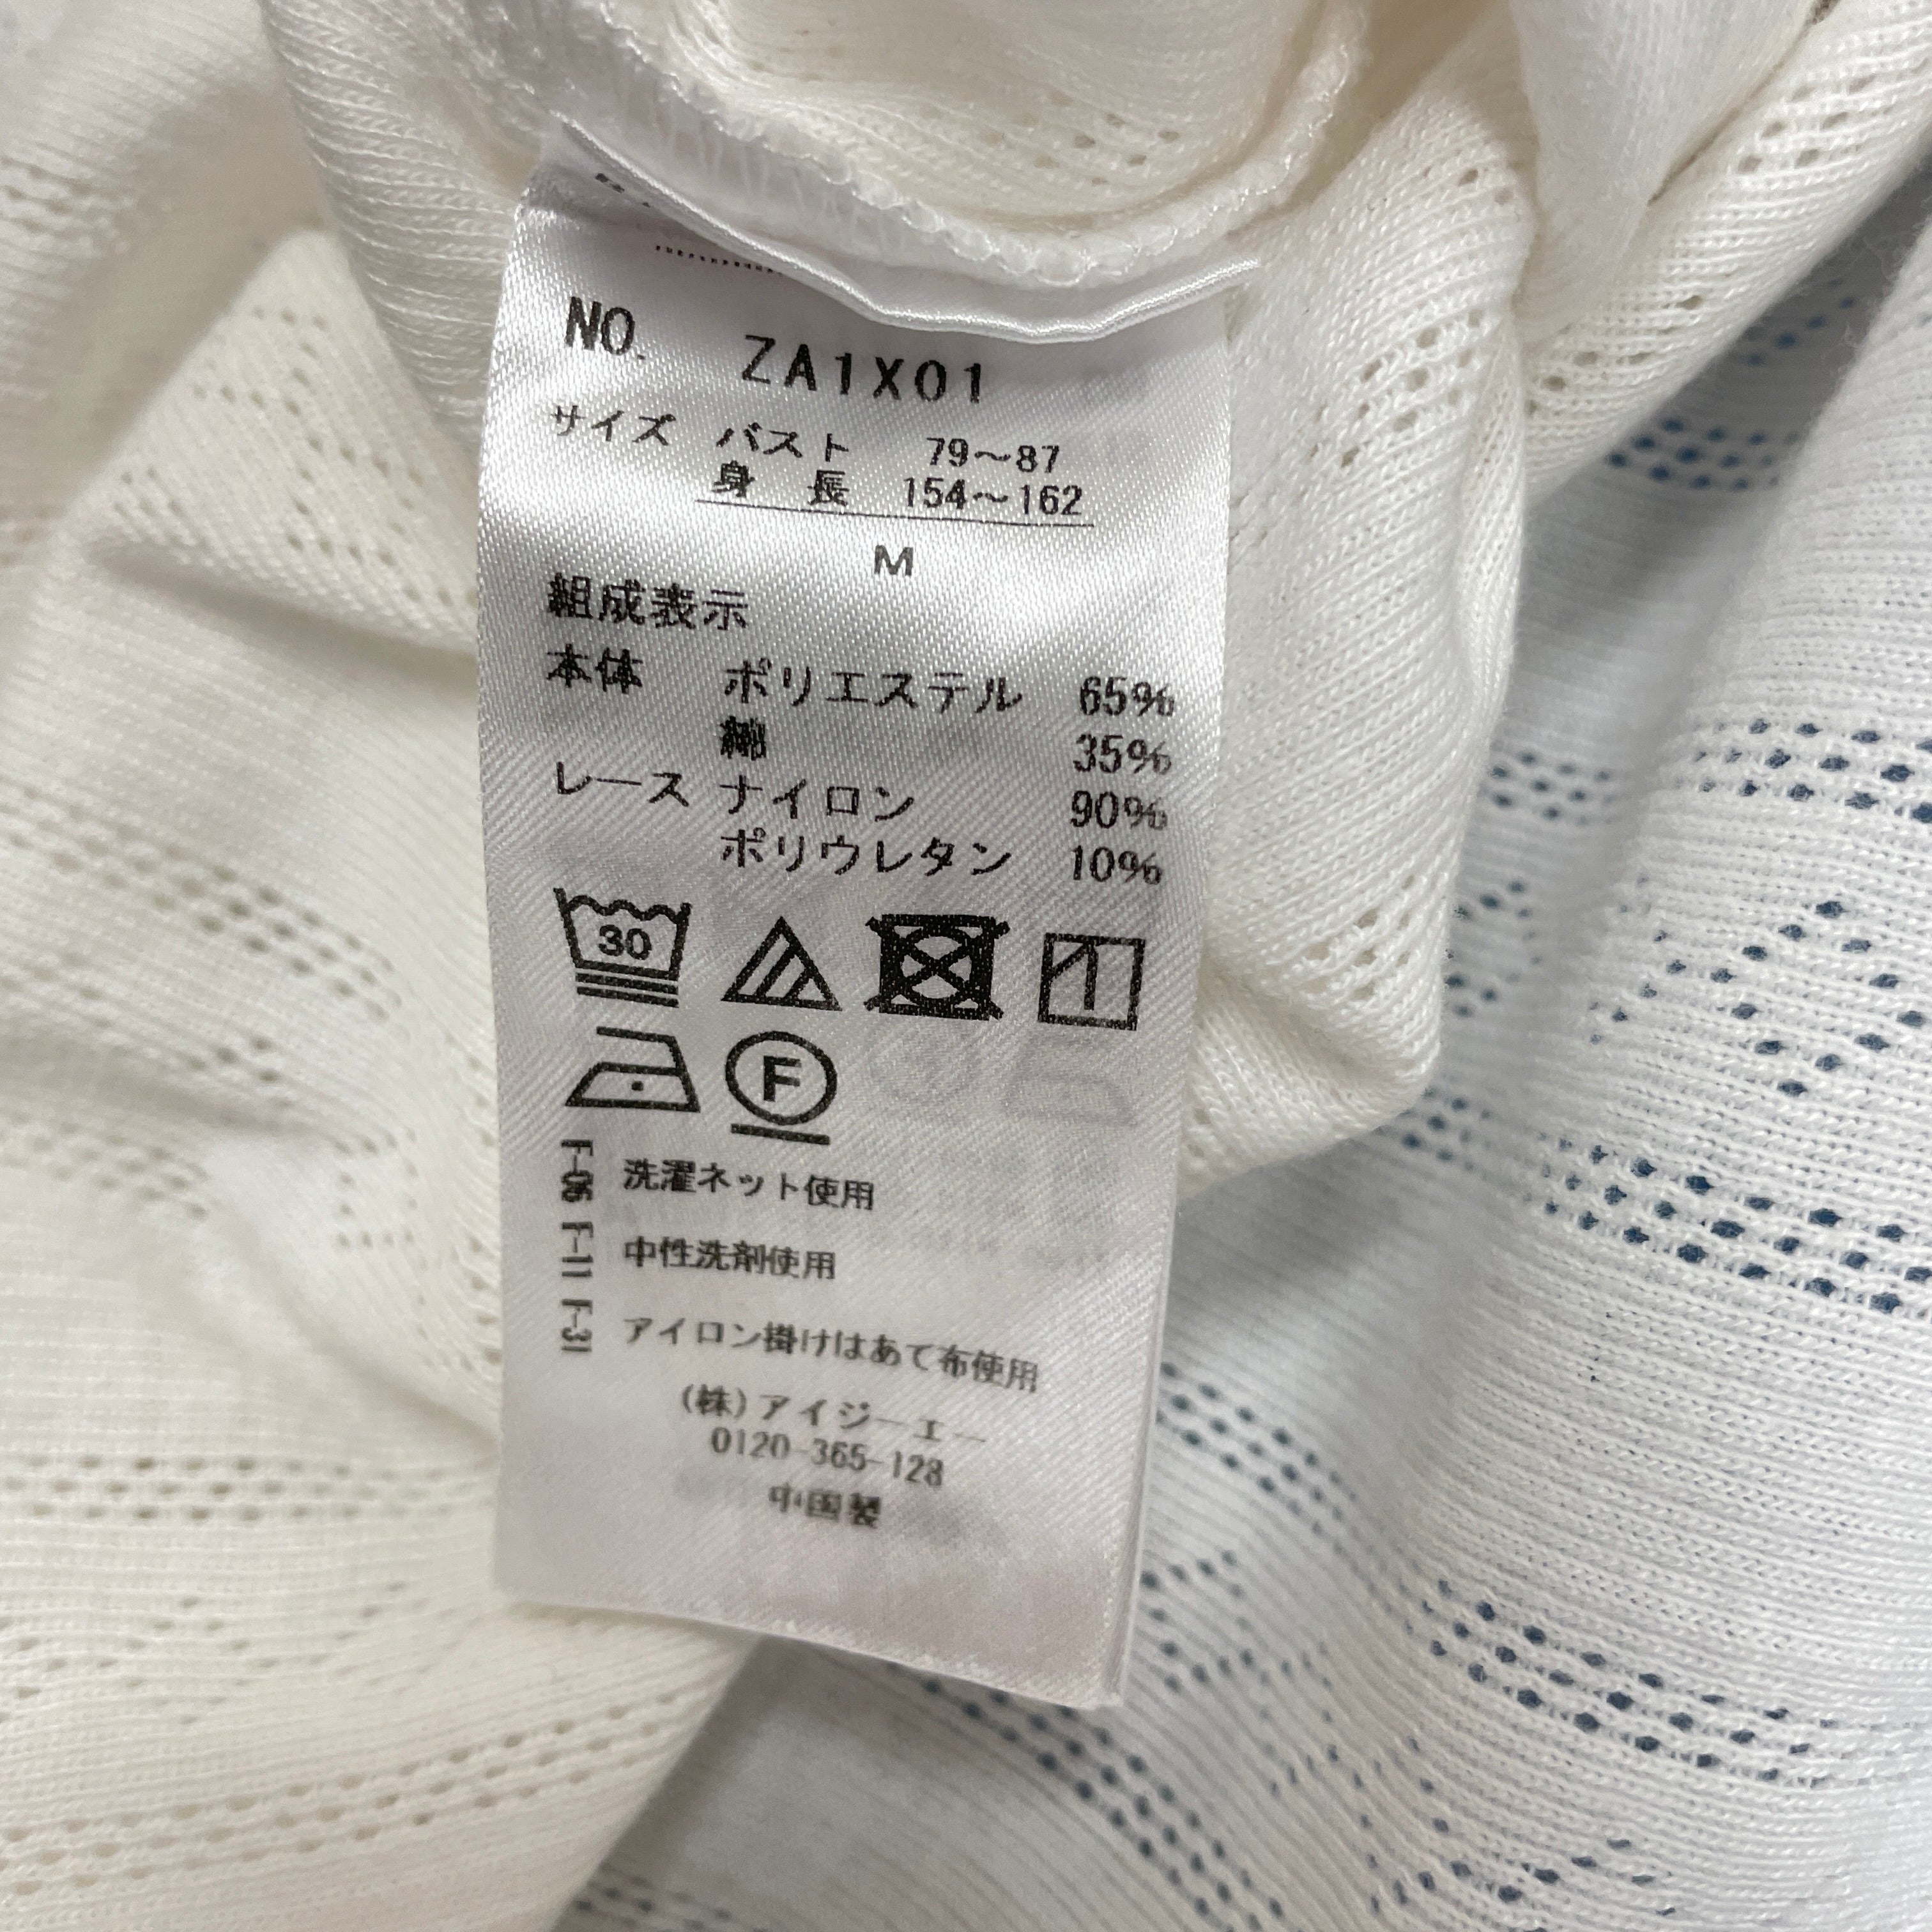 NO. ZA1X01
サイズ バスト 79～87
身 長 154～162
M
組成表示
本体 ポリエステル 65%
綿 35%
レース ナイロン 90%
ポリウレタン 10%
30
F
F-06 洗濯ネット使用
F-11 中性洗剤使用
F-31 アイロン掛けはあて布使用
(株)アイジーエー
0120-365-128
中国製